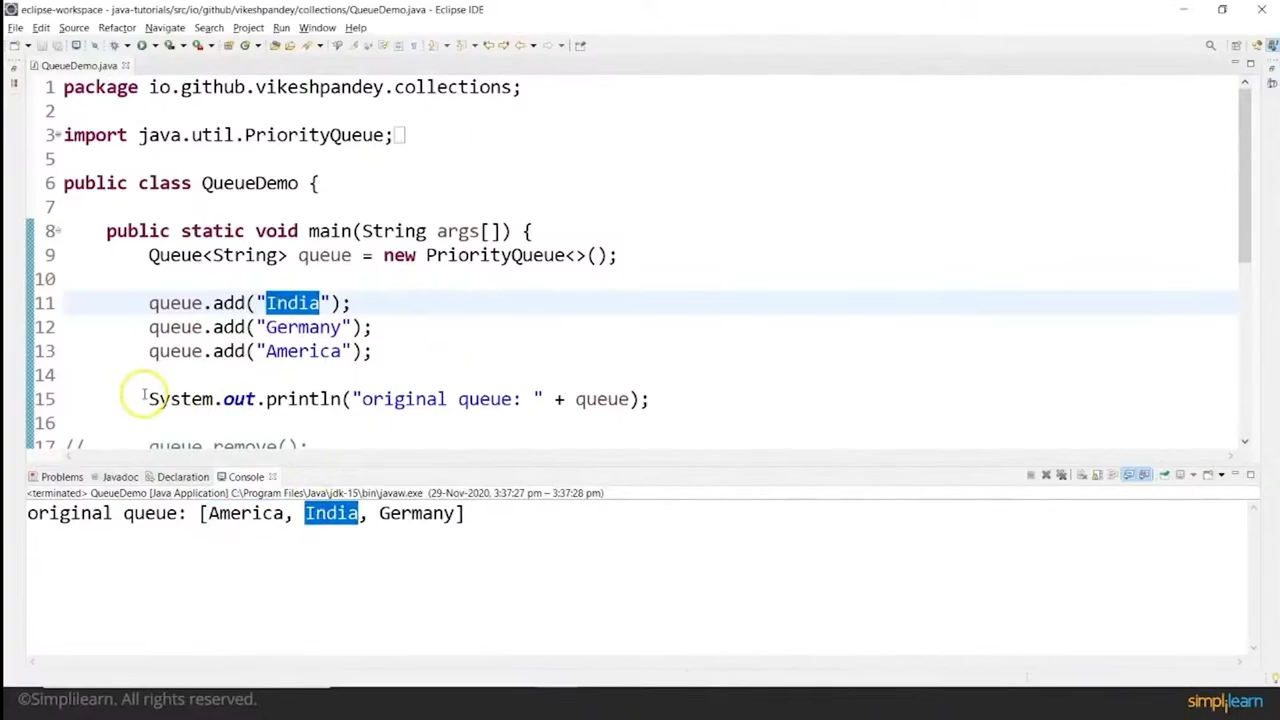 eclipse-workspace - java-tutorials/src/io/github/vikeshpandey/collections/QueueDemo.java - Eclipse IDE
File Edit Source Refactor Navigate Search Project Run Window Help
QueueDemo.java
1 package io.github.vikeshpandey.collections;
2
3 import java.util.PriorityQueue;
5
6 public class QueueDemo {
7
8 public static void main(String args[]) {
9 Queue<String> queue = new PriorityQueue<>();
10
11 queue.add("India");
12 queue.add("Germany");
13 queue.add("America");
14
15 System.out.println("original queue: " + queue);
16
17 // queue.remove();
Problems Javadoc Declaration Console
<terminated> QueueDemo [Java Application] C:\Program Files\Java\jdk-15\bin\javaw.exe (29-Nov-2020, 3:37:27 pm – 3:37:28 pm)
original queue: [America, India, Germany]
©Simplilearn. All rights reserved.
simplilearn